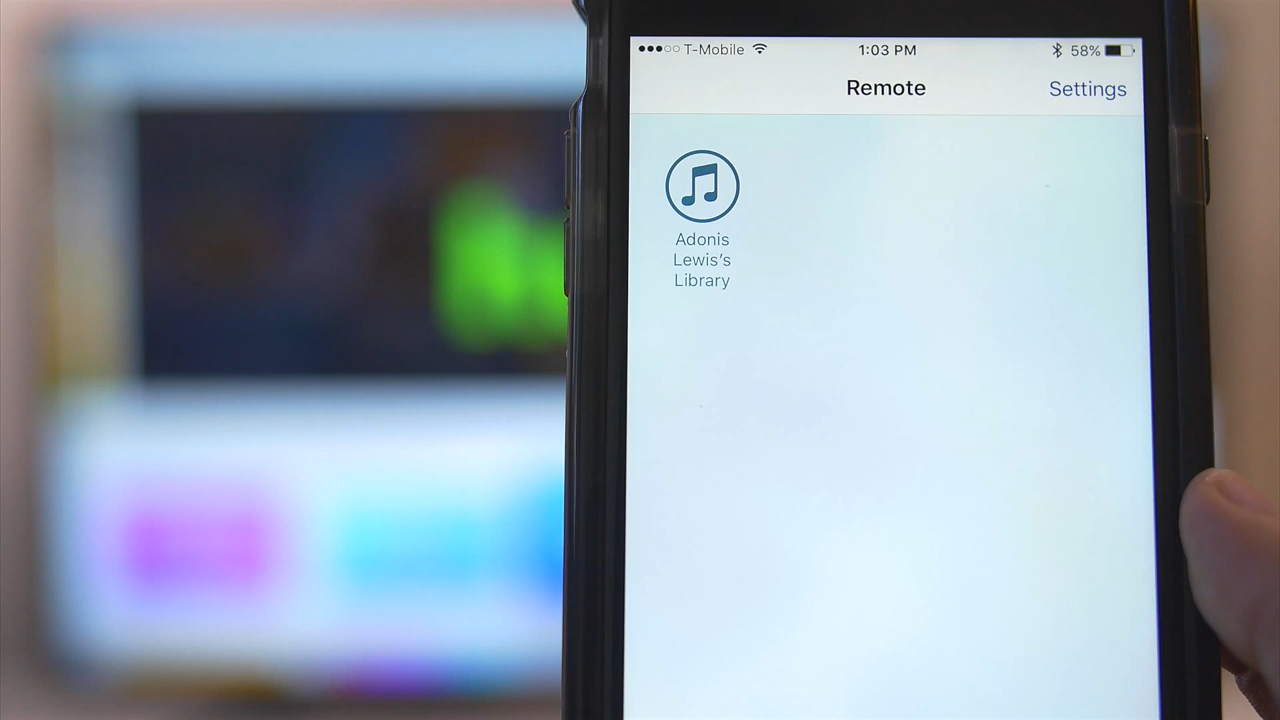 T-Mobile 1:03 PM 58%
Remote Settings
Adonis
Lewis's
Library